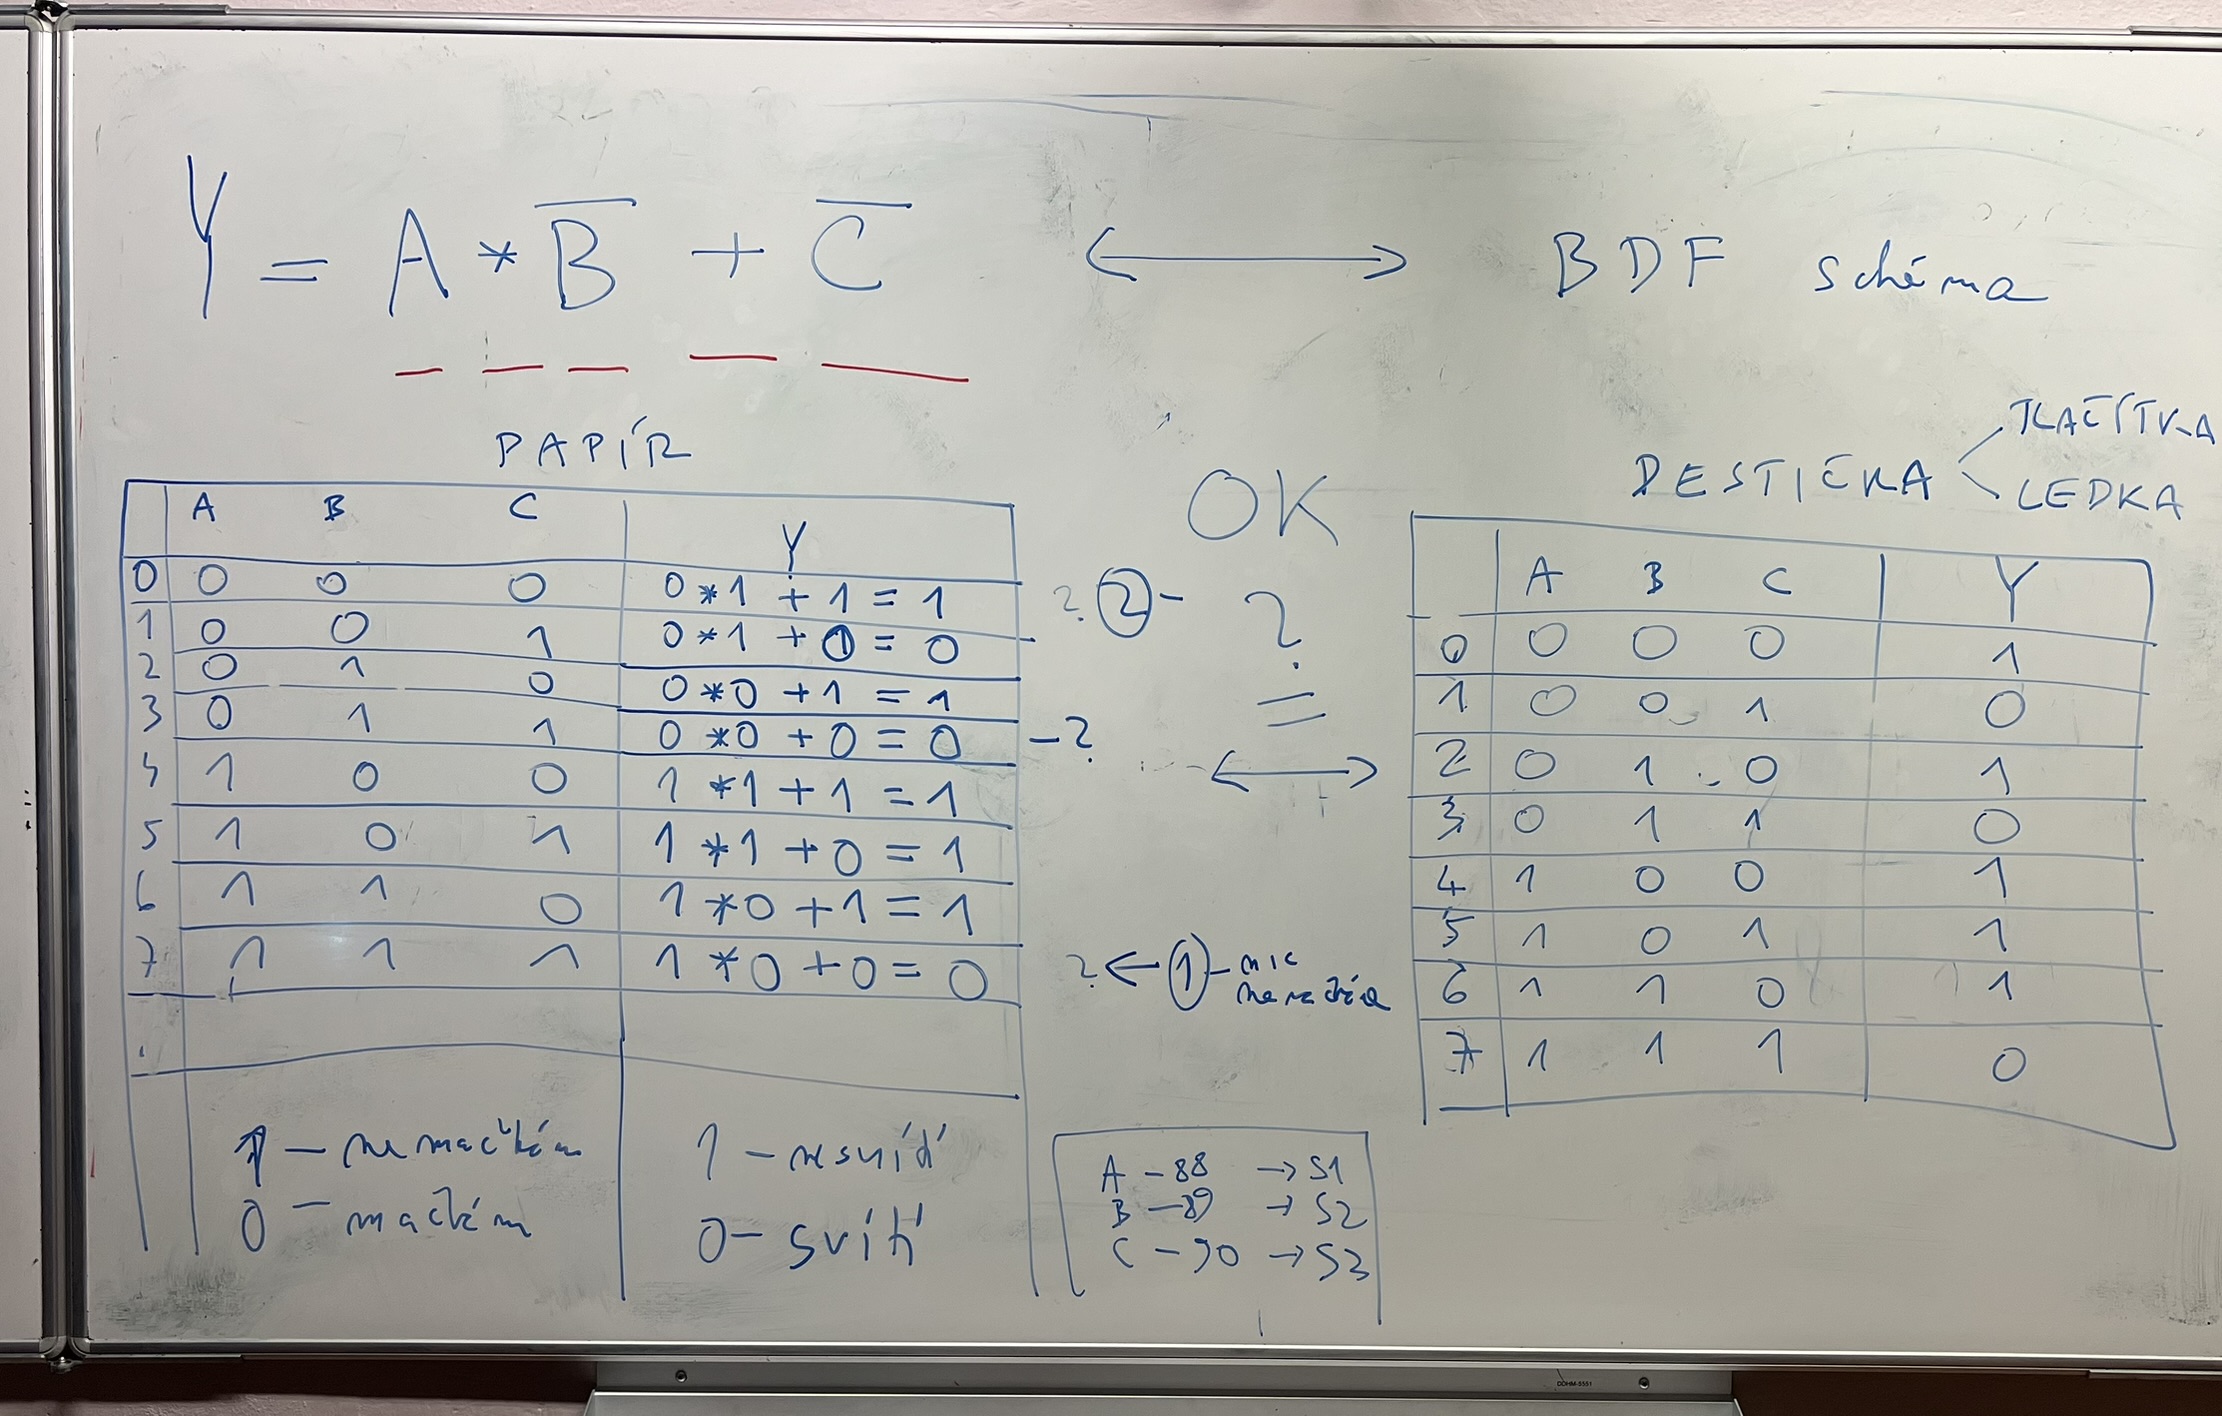 Y = A * B̅ + C̅ ⟷ BDF schéma
PAPÍR
A B C Y
0 0 0 0 0 * 1 + 1 = 1
1 0 0 1 0 * 1 + 0 = 0
2 0 1 0 0 * 0 + 1 = 1
3 0 1 1 0 * 0 + 0 = 0
4 1 0 0 1 * 1 + 1 = 1
5 1 0 1 1 * 1 + 0 = 1
6 1 1 0 1 * 0 + 1 = 1
7 1 1 1 1 * 0 + 0 = 0
1 – nemačkám
0 – mačkám
1 – nesvítí
0 – svítí
? ② –
– ?
? ← ① – nic
nemačkám
OK
?
=
⟷
A – 88 → S1
B – 89 → S2
C – 90 → S3
DESTIČKA
TLAČÍTKA
LEDKA
A B C Y
0 0 0 0 1
1 0 0 1 0
2 0 1 0 1
3 0 1 1 0
4 1 0 0 1
5 1 0 1 1
6 1 1 0 1
7 1 1 1 0
DDHM-5551